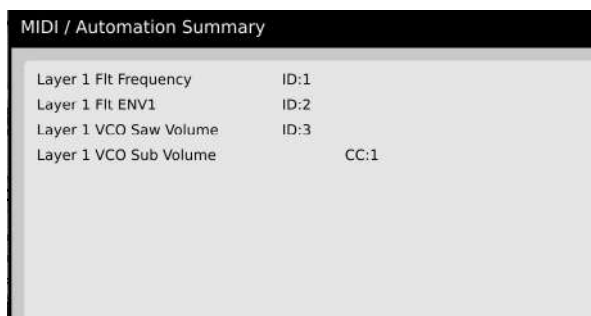 MIDI / Automation Summary
Layer 1 Flt Frequency ID:1
Layer 1 Flt ENV1 ID:2
Layer 1 VCO Saw Volume ID:3
Layer 1 VCO Sub Volume CC:1